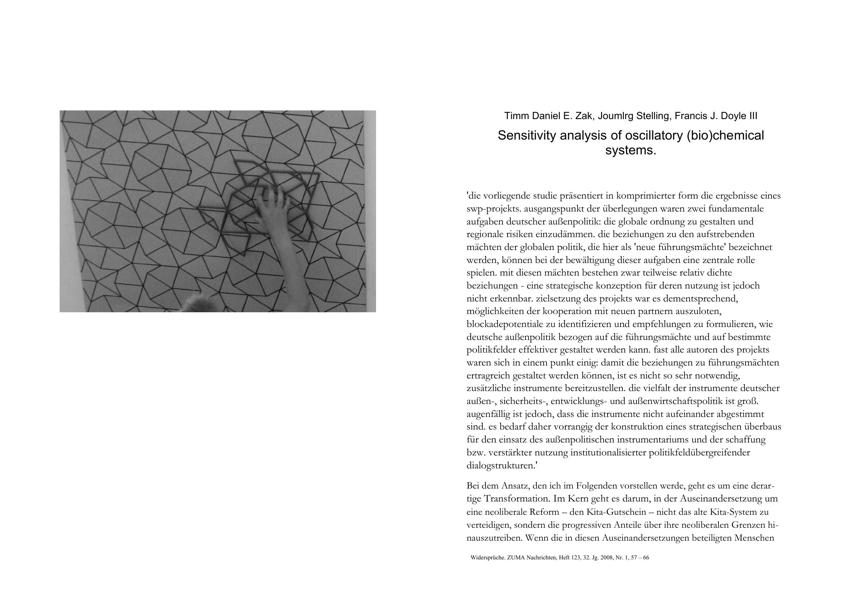 Timm Daniel E. Zak, Joumlrg Stelling, Francis J. Doyle III
Sensitivity analysis of oscillatory (bio)chemical
systems.
'die vorliegende studie präsentiert in komprimierter form die ergebnisse eines
swp-projekts. ausgangspunkt der überlegungen waren zwei fundamentale
aufgaben deutscher außenpolitik: die globale ordnung zu gestalten und
regionale risiken einzudämmen. die beziehungen zu den aufstrebenden
mächten der globalen politik, die hier als 'neue führungsmächte' bezeichnet
werden, können bei der bewältigung dieser aufgaben eine zentrale rolle
spielen. mit diesen mächten bestehen zwar teilweise relativ dichte
beziehungen - eine strategische konzeption für deren nutzung ist jedoch
nicht erkennbar. zielsetzung des projekts war es dementsprechend,
möglichkeiten der kooperation mit neuen partnern auszuloten,
blockadepotentiale zu identifizieren und empfehlungen zu formulieren, wie
deutsche außenpolitik bezogen auf die führungsmächte und auf bestimmte
politikfelder effektiver gestaltet werden kann. fast alle autoren des projekts
waren sich in einem punkt einig: damit die beziehungen zu führungsmächten
ertragreich gestaltet werden können, ist es nicht so sehr notwendig,
zusätzliche instrumente bereitzustellen. die vielfalt der instrumente deutscher
außen-, sicherheits-, entwicklungs- und außenwirtschaftspolitik ist groß.
augenfällig ist jedoch, dass die instrumente nicht aufeinander abgestimmt
sind. es bedarf daher vorrangig der konstruktion eines strategischen überbaus
für den einsatz des außenpolitischen instrumentariums und der schaffung
bzw. verstärkter nutzung institutionalisierter politikfeldübergreifender
dialogstrukturen.'
Bei dem Ansatz, den ich im Folgenden vorstellen werde, geht es um eine derar-
tige Transformation. Im Kern geht es darum, in der Auseinandersetzung um
eine neoliberale Reform – den Kita-Gutschein – nicht das alte Kita-System zu
verteidigen, sondern die progressiven Anteile über ihre neoliberalen Grenzen hi-
nauszutreiben. Wenn die in diesen Auseinandersetzungen beteiligten Menschen
Widersprüche. ZUMA Nachrichten, Heft 123, 32. Jg. 2008, Nr. 1, 57 – 66